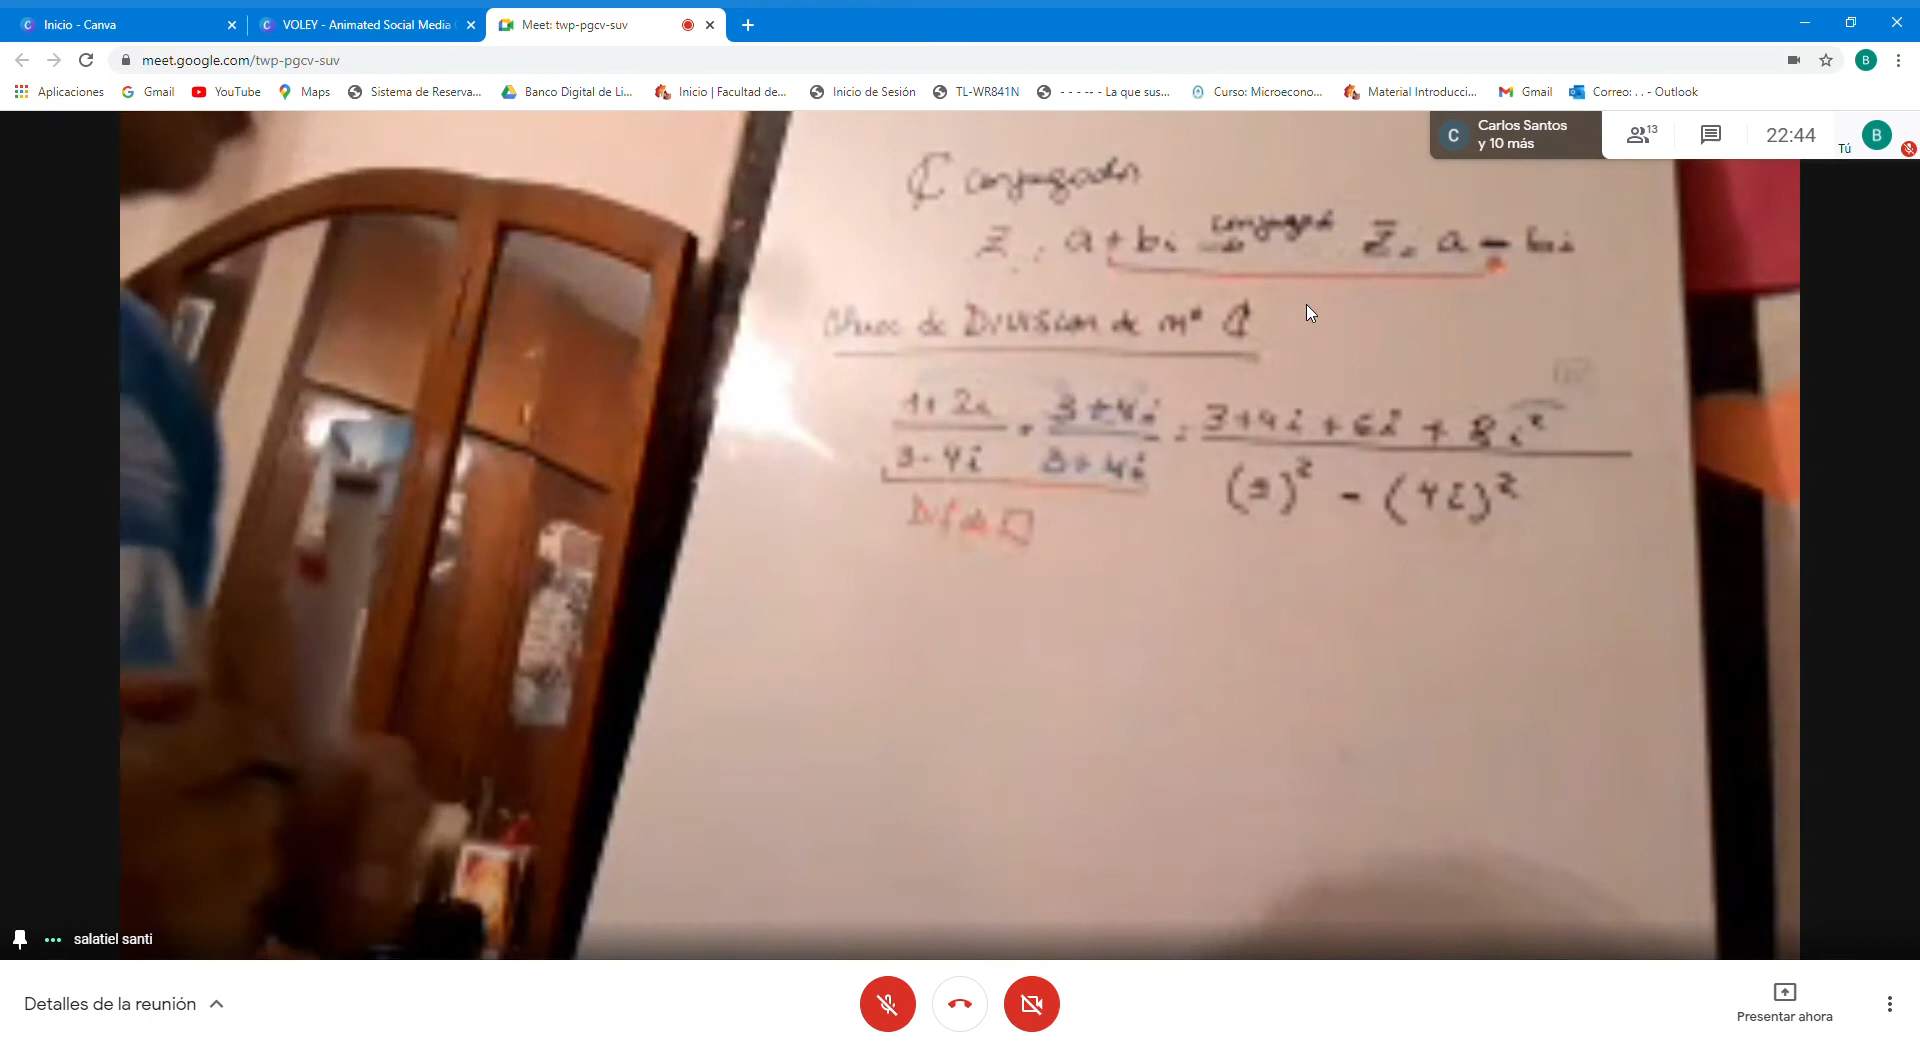 Inicio - Canva
VOLEY - Animated Social Media
Meet: twp-pgcv-suv
meet.google.com/twp-pgcv-suv
B
Aplicaciones Gmail YouTube Maps Sistema de Reserva... Banco Digital de Li... Inicio | Facultad de... Inicio de Sesión TL-WR841N - - - -- - La que sus... Curso: Microecono... Material Introducci... Gmail Correo: . . - Outlook
C Carlos Santos
y 10 más
13
22:44
Tú B
₵ conjugados
Z = a + bi conjugado Z̄ = a - bi
de Division de nº ₵
1 + 2i / 3 - 4i • 3 + 4i / 3 + 4i = 3 + 4i + 6i + 8i² / (3)² - (4i)²
Dif de □
salatiel santi
Detalles de la reunión
Presentar ahora